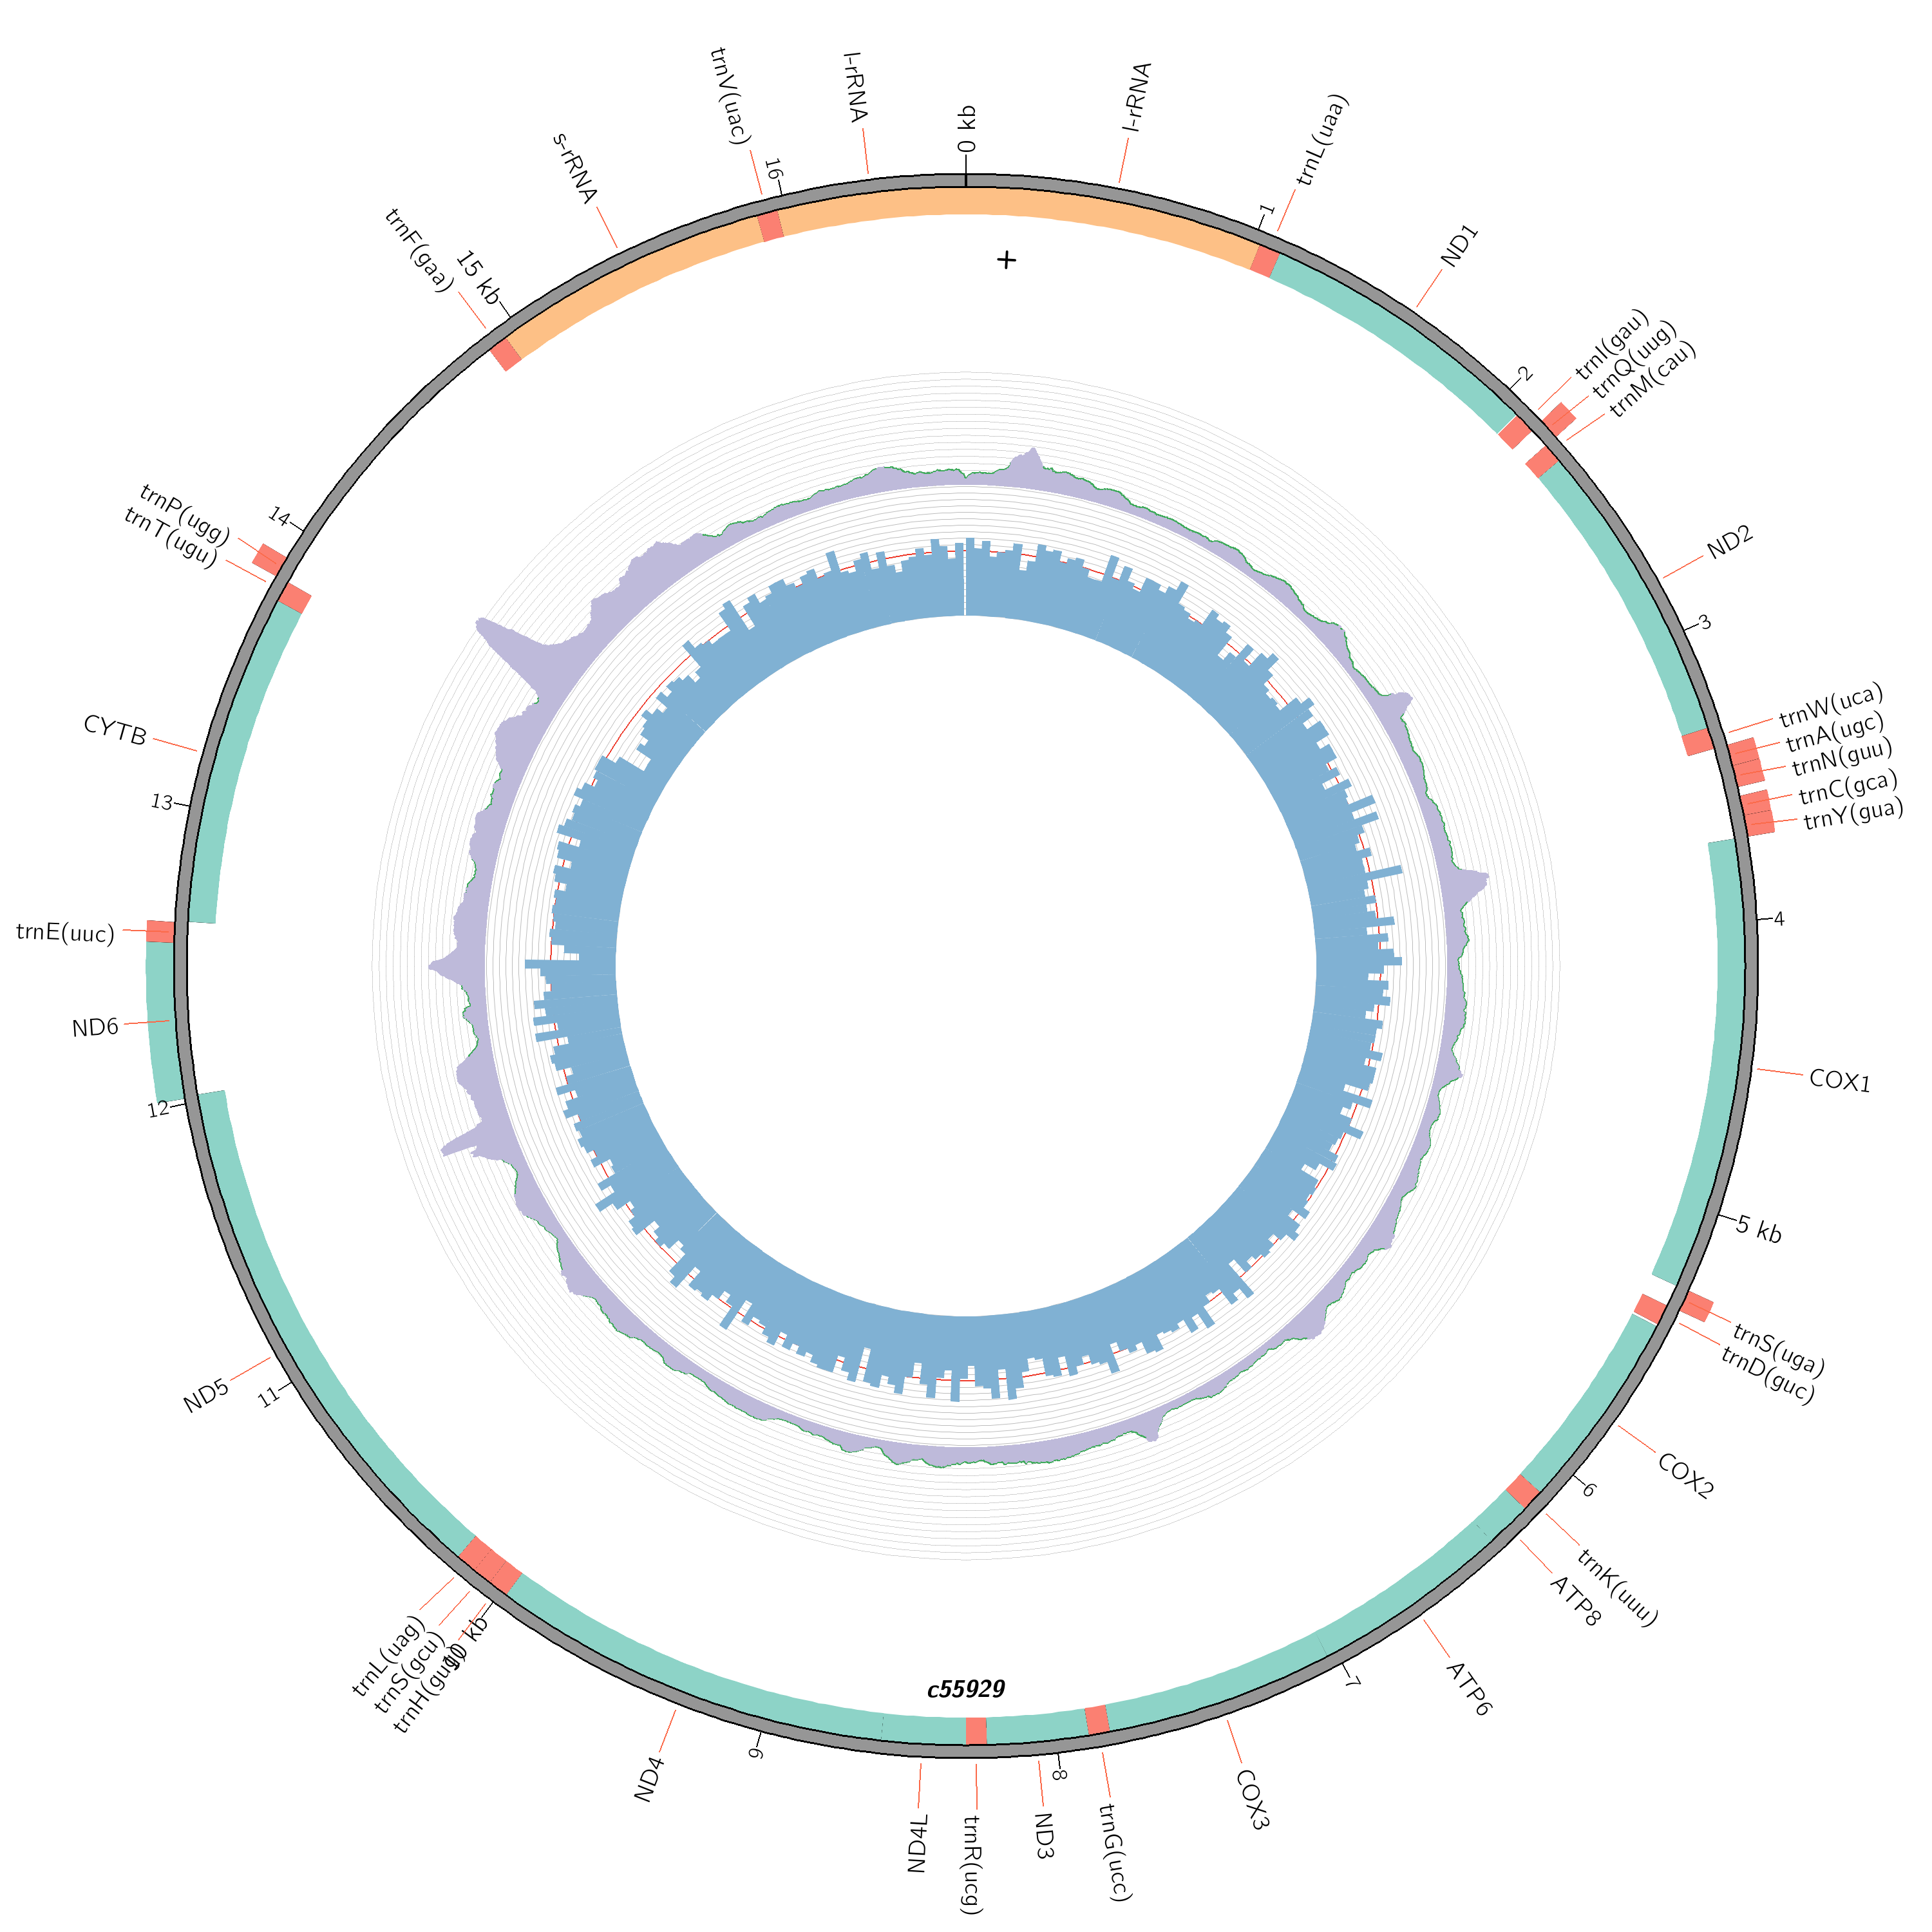 0 kb
l-rRNA
1
trnL(uaa)
ND1
2
trnI(gau)
trnQ(uug)
trnM(cau)
ND2
3
trnW(uca)
trnA(ugc)
trnN(guu)
trnC(gca)
trnY(gua)
4
COX1
5 kb
trnS(uga)
trnD(guc)
COX2
6
trnK(uuu)
ATP8
ATP6
7
COX3
trnG(ucc)
8
ND3
trnR(ucg)
ND4L
9
ND4
10 kb
trnH(gug)
trnS(gcu)
trnL(uag)
11
ND5
12
ND6
trnE(uuc)
13
CYTB
trnT(ugu)
trnP(ugg)
14
trnF(gaa)
15 kb
s-rRNA
trnV(uac)
16
l-rRNA
+
c55929